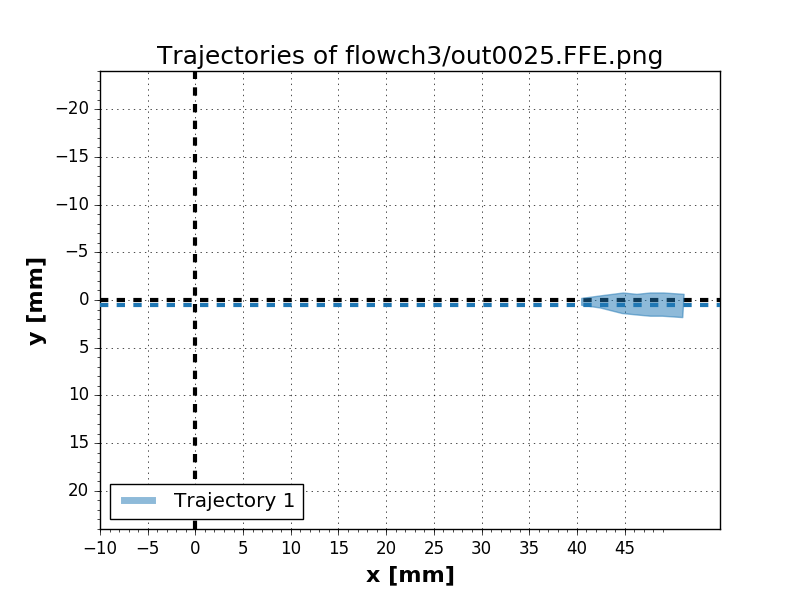 Trajectories of flowch3/out0025.FFE.png
−20
−15
−10
−5
0
5
10
15
20
y [mm]
Trajectory 1
−10 −5 0 5 10 15 20 25 30 35 40 45
x [mm]